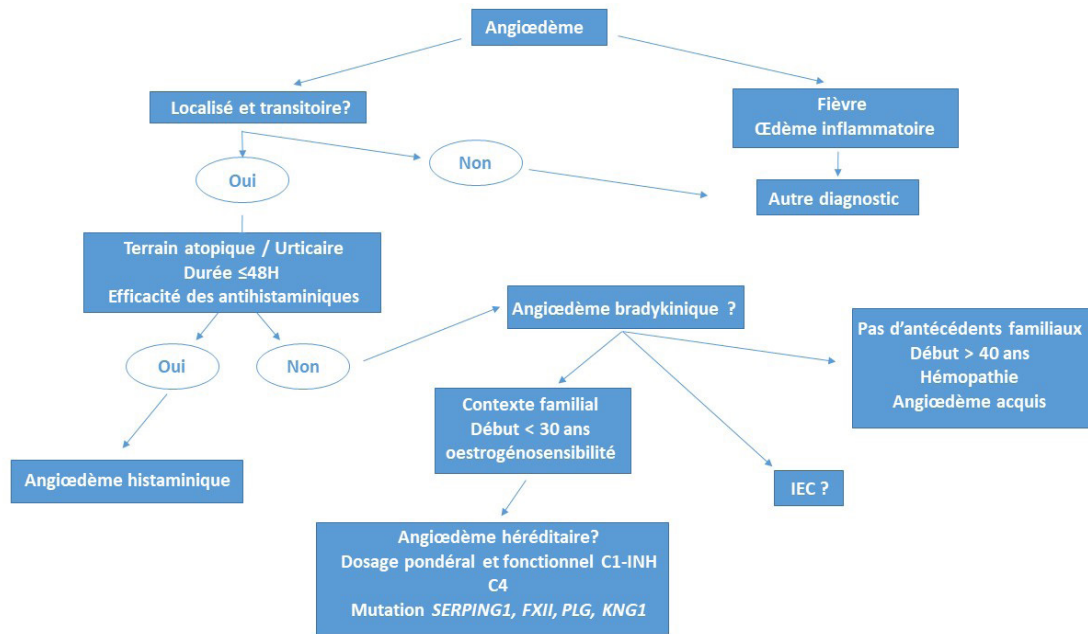 Angiœdème
Localisé et transitoire?
Fièvre
Œdème inflammatoire
Oui
Non
Autre diagnostic
Terrain atopique / Urticaire
Durée ≤48H
Efficacité des antihistaminiques
Angiœdème bradykinique ?
Pas d'antécédents familiaux
Début > 40 ans
Hémopathie
Angiœdème acquis
Oui
Non
Contexte familial
Début < 30 ans
oestrogénosensibilité
Angiœdème histaminique
IEC ?
Angiœdème héréditaire?
Dosage pondéral et fonctionnel C1-INH
C4
Mutation SERPING1, FXII, PLG, KNG1